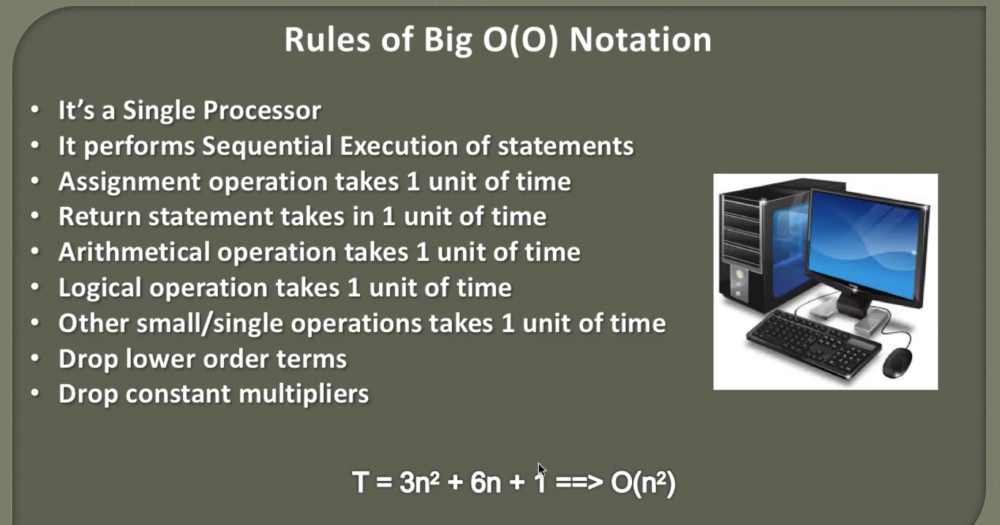 Rules of Big O(O) Notation
• It's a Single Processor
• It performs Sequential Execution of statements
• Assignment operation takes 1 unit of time
• Return statement takes in 1 unit of time
• Arithmetical operation takes 1 unit of time
• Logical operation takes 1 unit of time
• Other small/single operations takes 1 unit of time
• Drop lower order terms
• Drop constant multipliers
T = 3n² + 6n + 1 ==> O(n²)